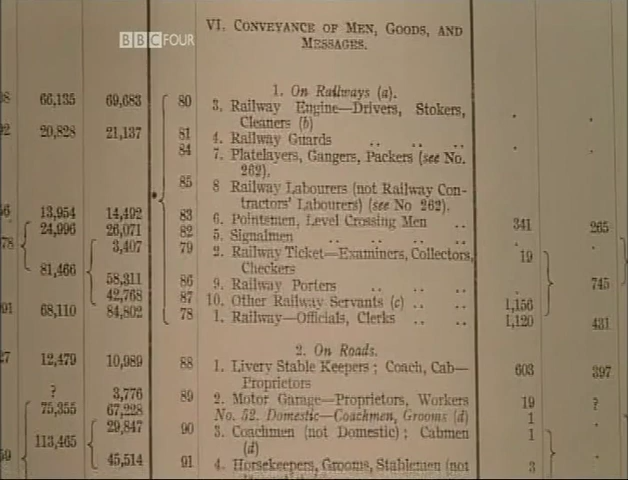 BBC FOUR
VI. CONVEYANCE OF MEN, GOODS, AND
MESSAGES.
1. On Railways (a).
66,135 69,683 80 3. Railway Engine—Drivers, Stokers,
Cleaners (b)
20,828 21,137 81 4. Railway Guards .. .. ..
84 7. Platelayers, Gangers, Packers (see No.
262).
85 8 Railway Labourers (not Railway Con-
tractors' Labourers) (see No 262).
13,954 14,492 83 6. Pointsmen, Level Crossing Men .. 341 265
24,996 26,071 82 5. Signalmen .. .. .. ..
78 3,407 79 2. Railway Ticket—Examiners, Collectors, 19
Checkers
81,466 58,311 86 9. Railway Porters .. .. .. 745
42,768 87 10. Other Railway Servants (c) .. .. 1,156
91 68,110 84,802 78 1. Railway—Officials, Clerks .. .. 1,120 431
2. On Roads.
27 12,479 10,989 88 1. Livery Stable Keepers; Coach, Cab— 603 397
Proprietors
? 3,776 89 2. Motor Garage—Proprietors, Workers 19 ?
75,355 67,228 No. 52. Domestic—Coachmen, Grooms (d) 1
29,847 90 3. Coachmen (not Domestic); Cabmen 1
113,465 (d)
59 45,514 91 4. Horsekeepers, Grooms, Stablemen (not 3